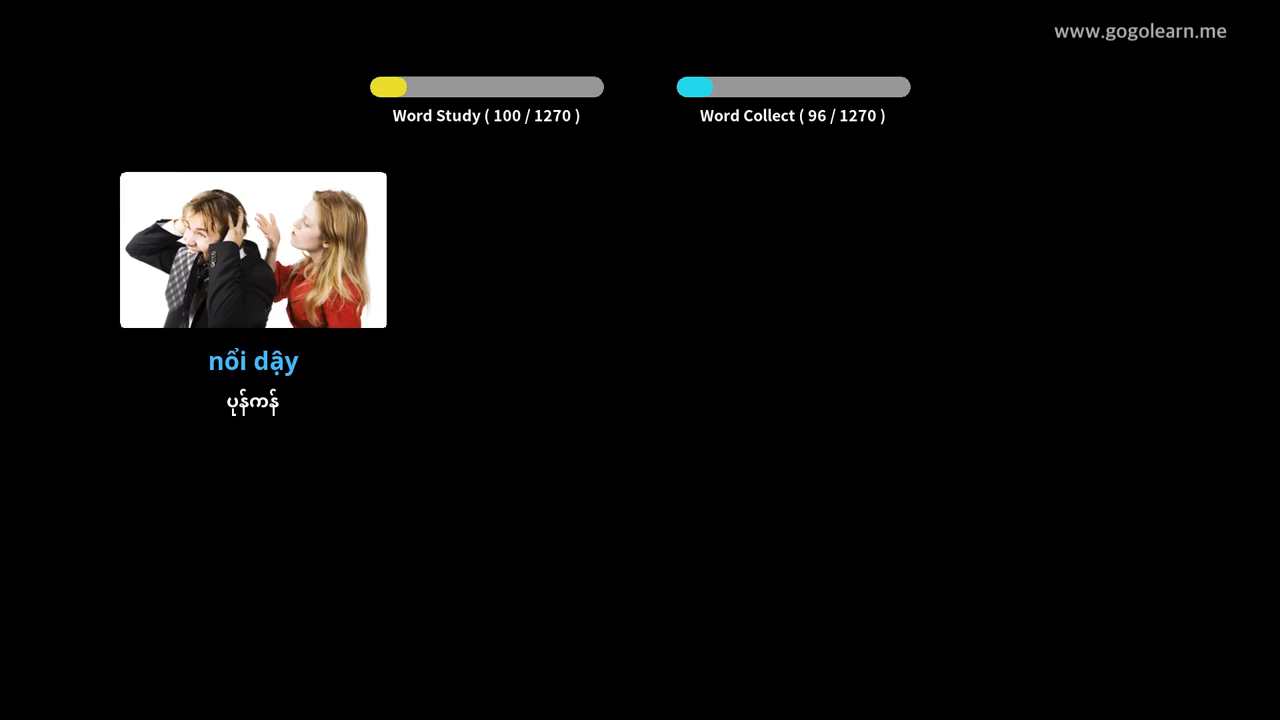 www.gogolearn.me
Word Study ( 100 / 1270 )
Word Collect ( 96 / 1270 )
nổi dậy
ပုန်ကန်